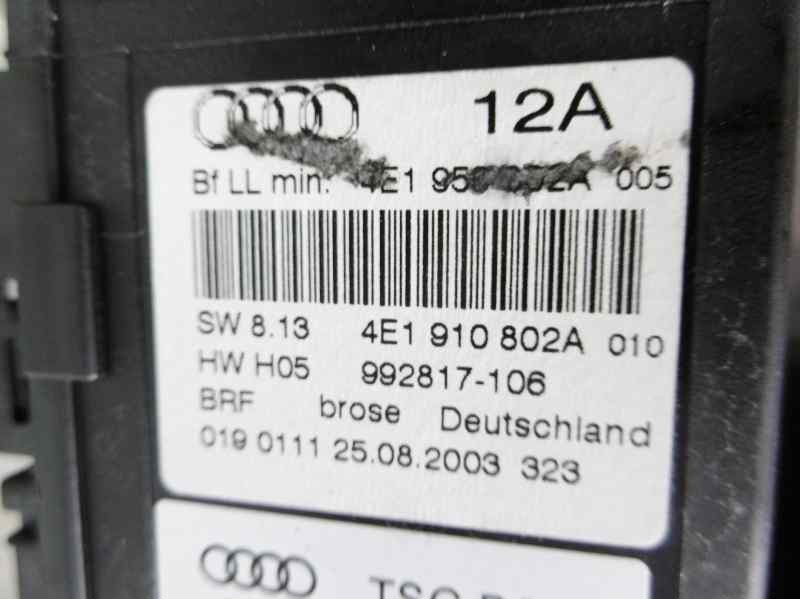 12A
Bf LL min. 4E1 005
SW 8.13 4E1 910 802A 010
HW H05 992817-106
BRF brose Deutschland
019 0111 25.08.2003 323